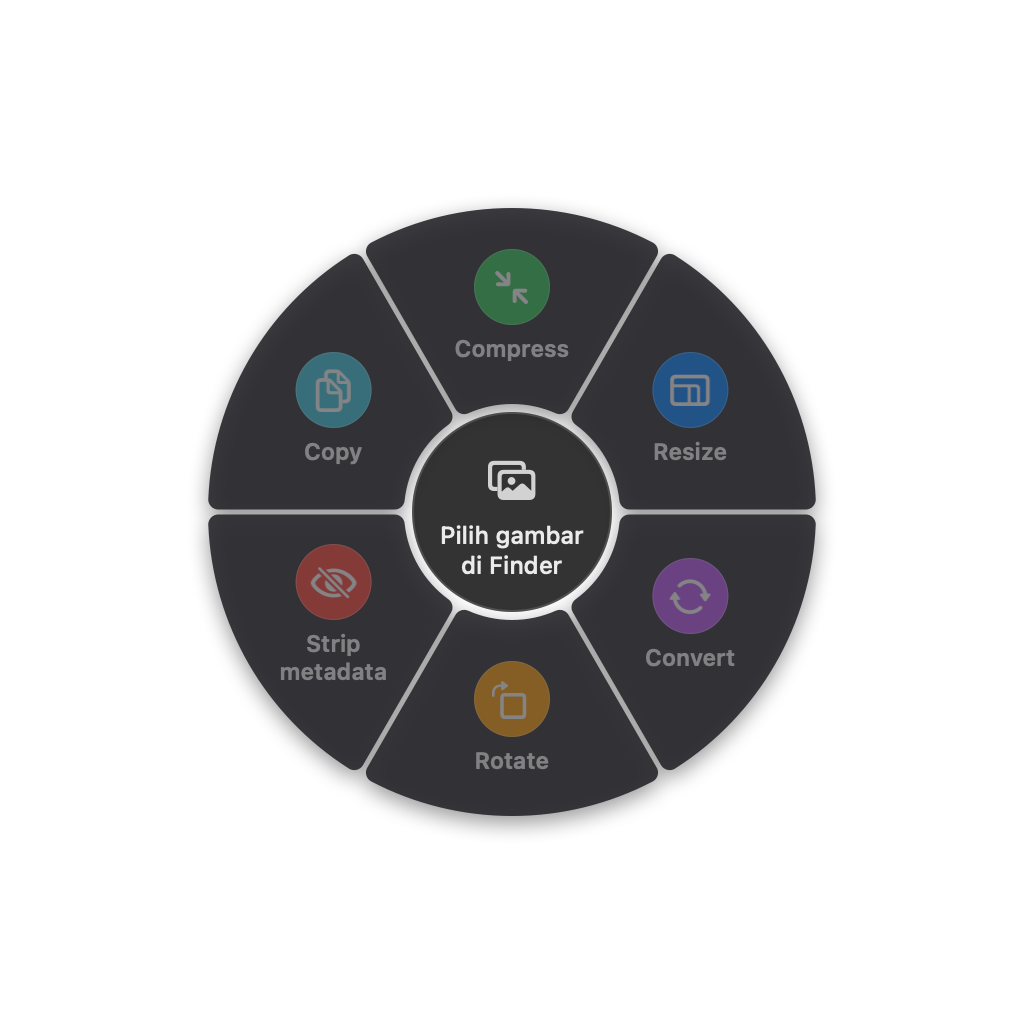 Compress
Copy
Resize
Pilih gambar
di Finder
Strip
metadata
Convert
Rotate